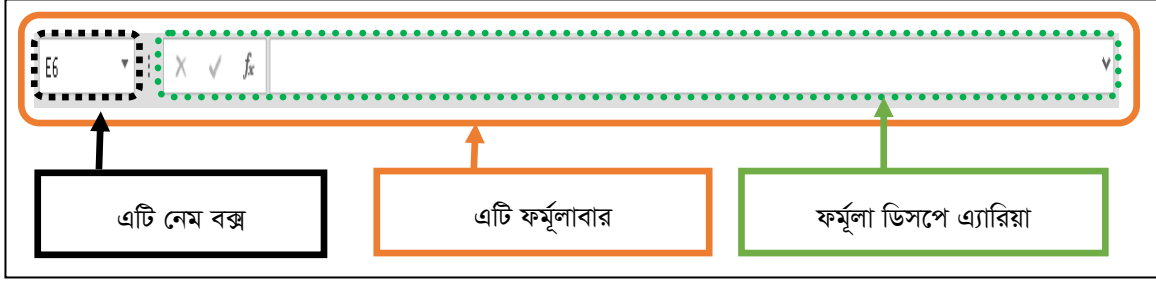 E6
fx
এটি নেম বক্স
এটি ফর্মূলাবার
ফর্মূলা ডিসপে এ্যারিয়া